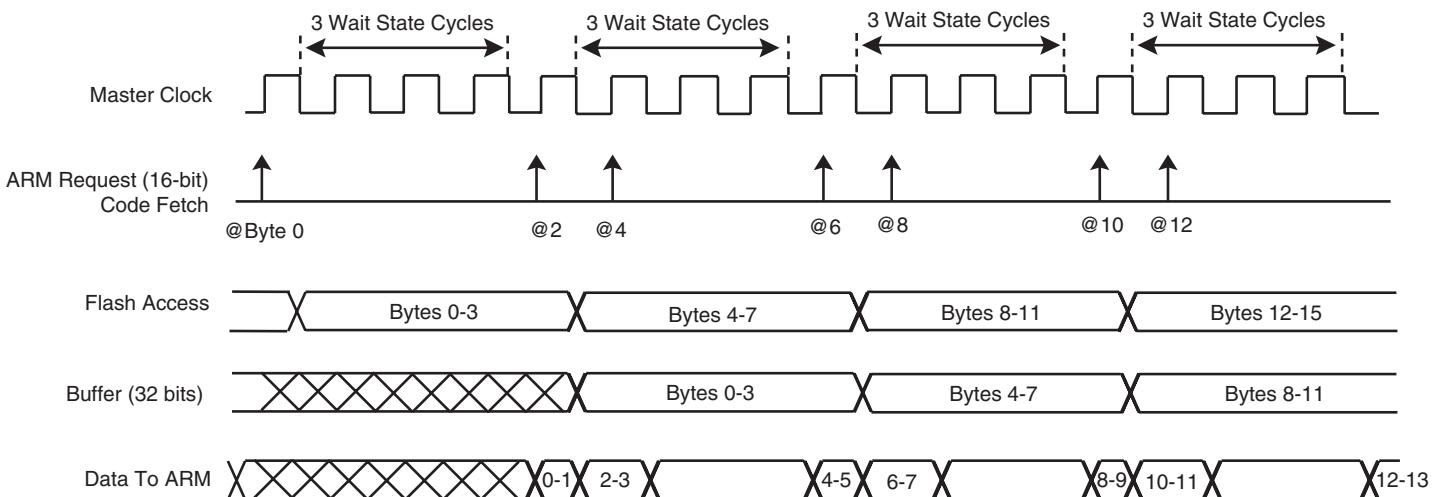 3 Wait State Cycles 3 Wait State Cycles 3 Wait State Cycles 3 Wait State Cycles
Master Clock
ARM Request (16-bit)
Code Fetch
@Byte 0 @2 @4 @6 @8 @10 @12
Flash Access Bytes 0-3 Bytes 4-7 Bytes 8-11 Bytes 12-15
Buffer (32 bits) Bytes 0-3 Bytes 4-7 Bytes 8-11
Data To ARM 0-1 2-3 4-5 6-7 8-9 10-11 12-13